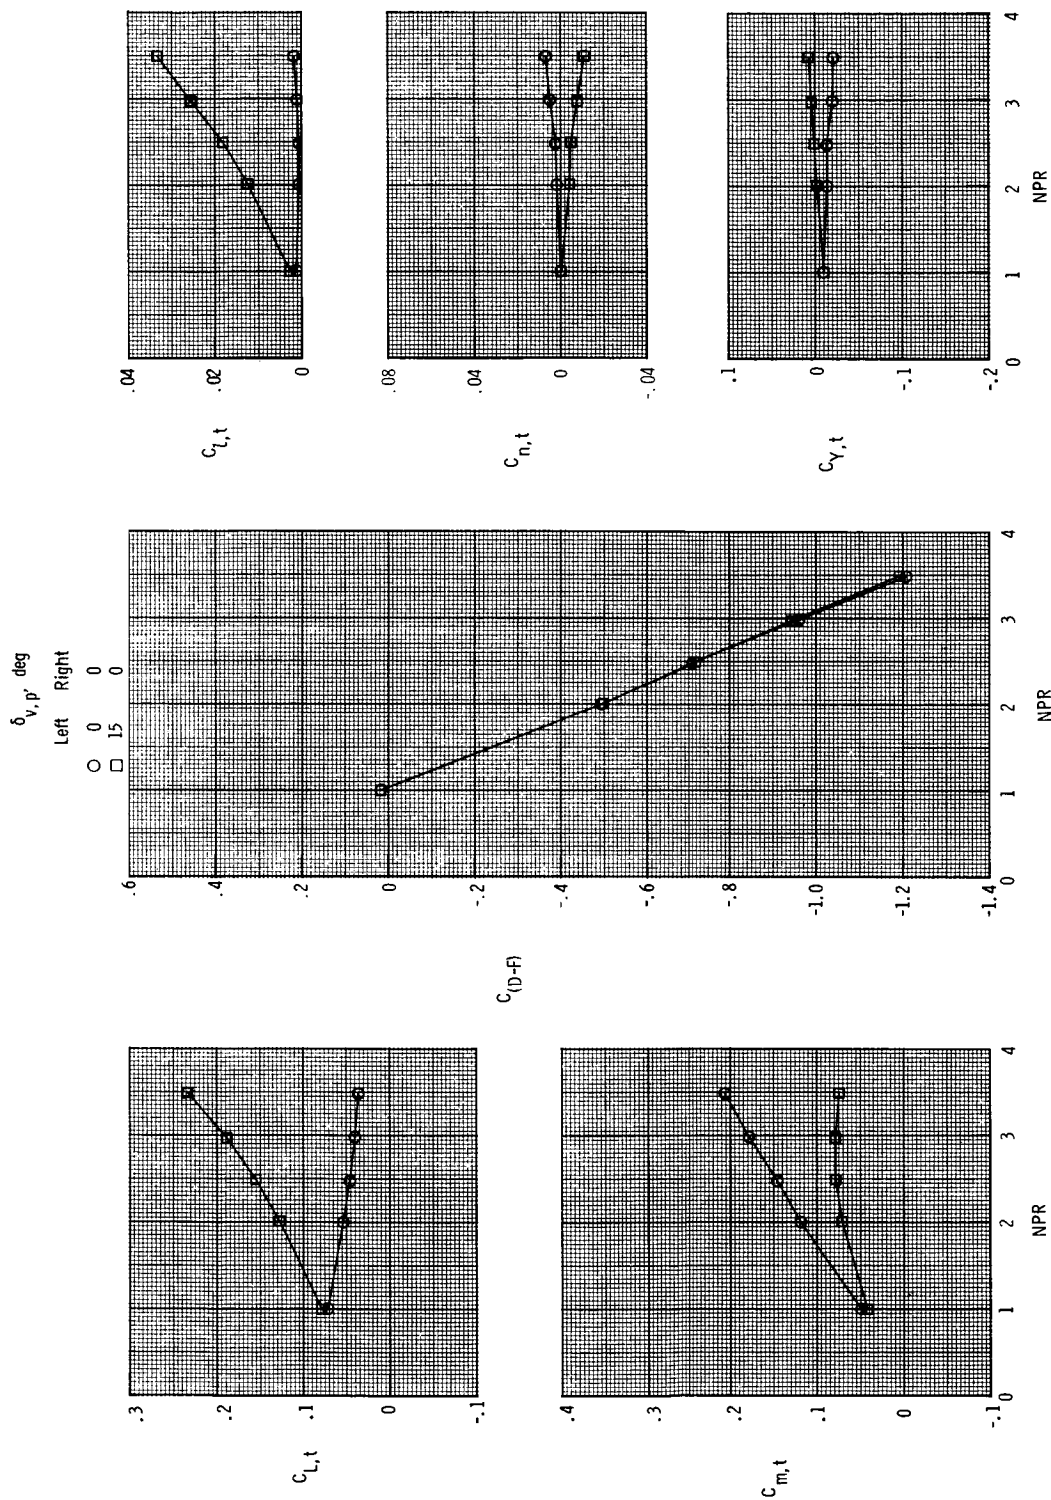 δv,p, deg
Left Right
○ 0 0
□ 15 0
.3
.2
.1
0
-.1
CL,t
.4
.3
.2
.1
0
-.1
Cm,t
0 1 2 3 4
NPR
.6
.4
.2
0
-.2
-.4
-.6
-.8
-1.0
-1.2
-1.4
C(D-F)
0 1 2 3 4
NPR
.04
.02
0
Cl,t
.08
.04
0
-.04
Cn,t
.1
0
-.1
-.2
CY,t
0 1 2 3 4
NPR